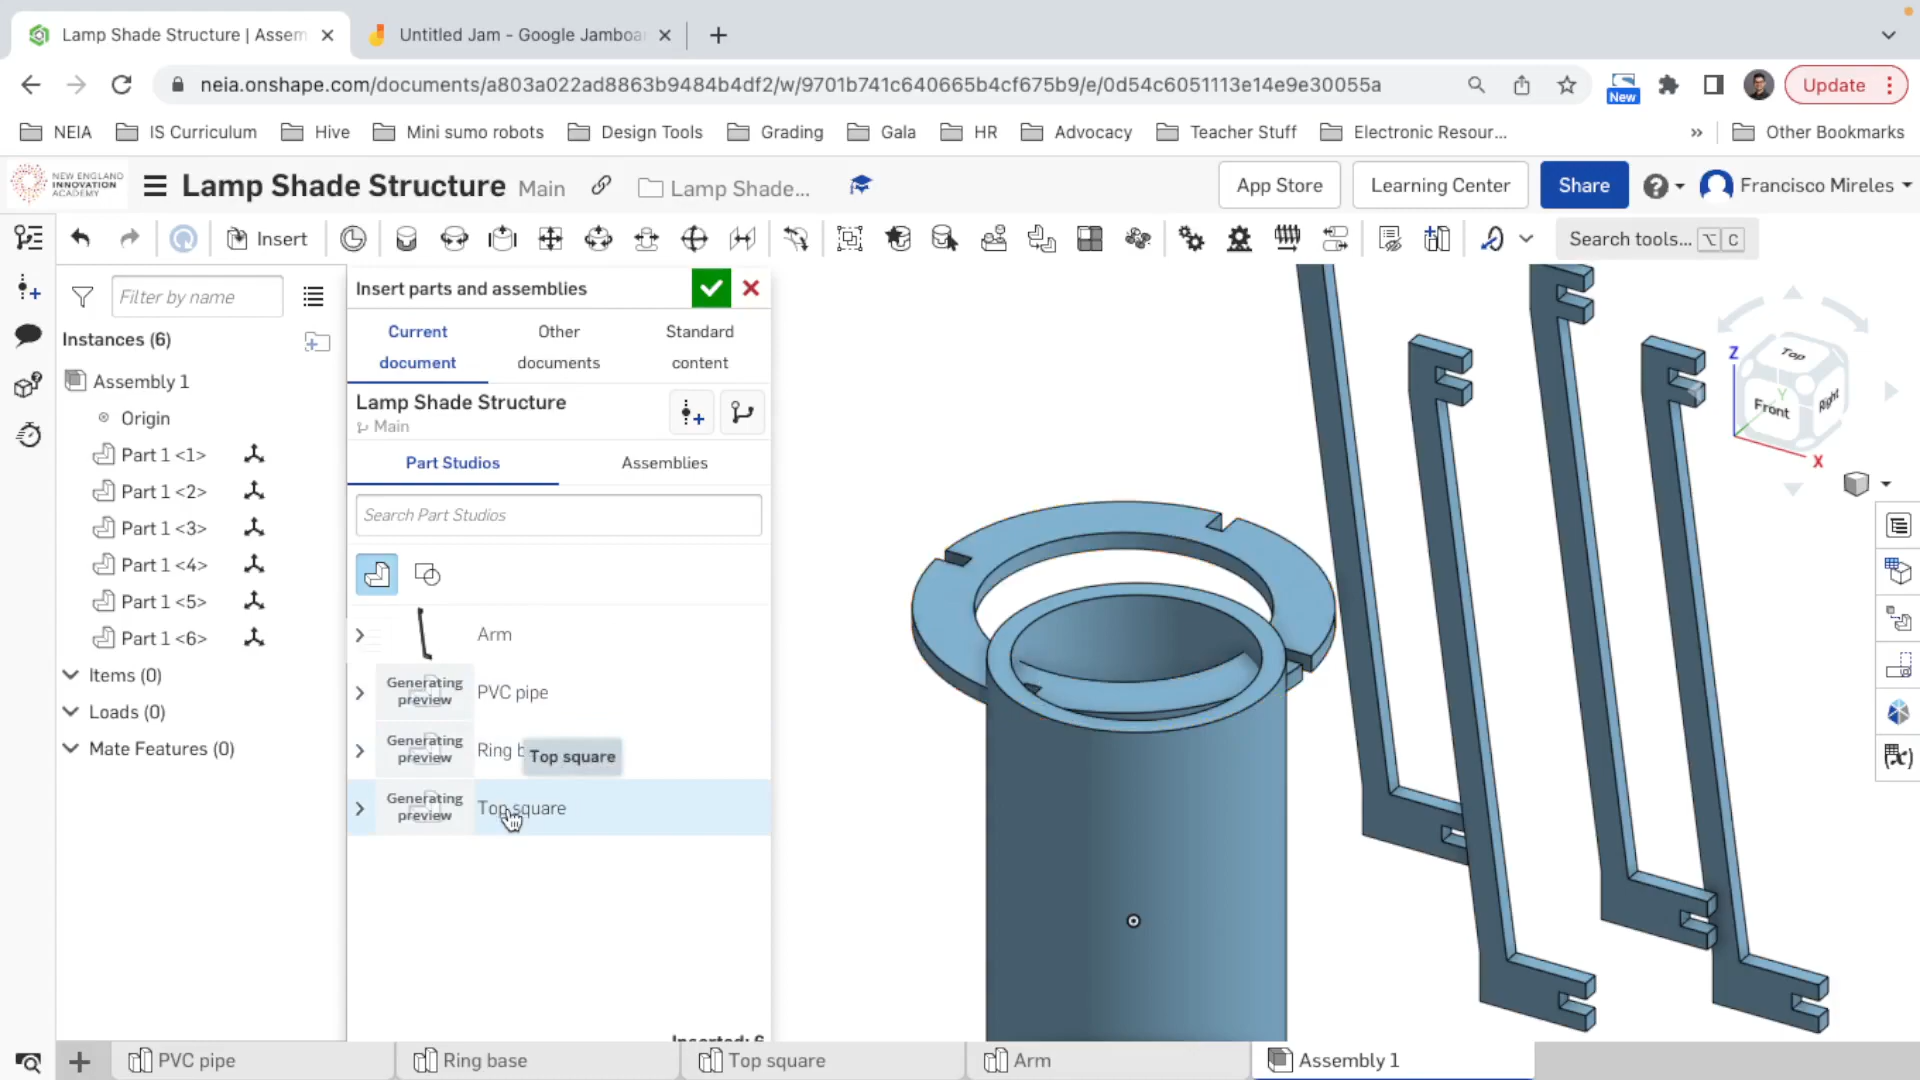 Lamp Shade Structure | Assem
Untitled Jam - Google Jamboa
neia.onshape.com/documents/a803a022ad8863b9484b4df2/w/9701b741c640665b4cf675b9/e/0d54c6051113e14e9e30055a
New
Update
NEIA
IS Curriculum
Hive
Mini sumo robots
Design Tools
Grading
Gala
HR
Advocacy
Teacher Stuff
Electronic Resour...
»
Other Bookmarks
NEW ENGLAND
INNOVATION
ACADEMY
Lamp Shade Structure
Main
Lamp Shade...
App Store
Learning Center
Share
Francisco Mireles
Insert
Search tools...
⌥ C
Filter by name
Instances (6)
Assembly 1
Origin
Part 1 <1>
Part 1 <2>
Part 1 <3>
Part 1 <4>
Part 1 <5>
Part 1 <6>
Items (0)
Loads (0)
Mate Features (0)
Insert parts and assemblies
Current
document
Other
documents
Standard
content
Lamp Shade Structure
Main
Part Studios
Assemblies
Search Part Studios
Arm
Generating
preview
PVC pipe
Generating
preview
Ring b
Top square
Generating
preview
Top square
Inserted: 6
Z
Top
Y
Front
Right
X
PVC pipe
Ring base
Top square
Arm
Assembly 1